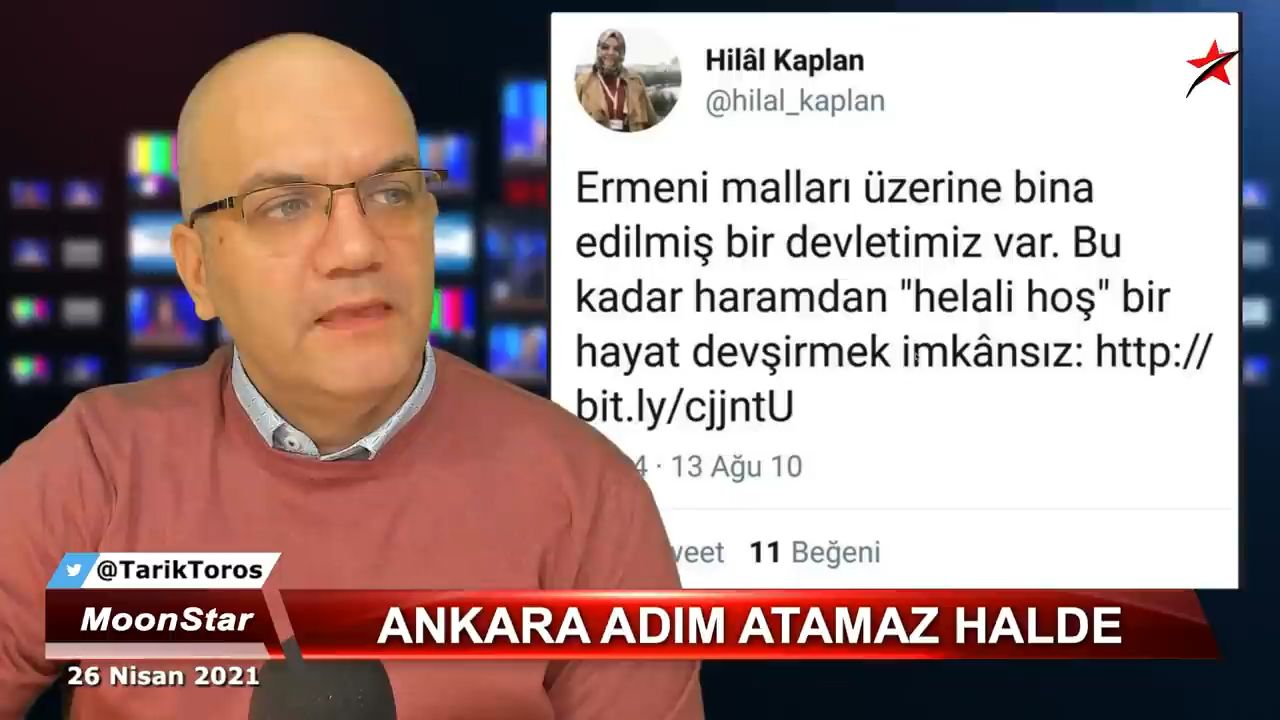 Hilâl Kaplan
@hilal_kaplan
Ermeni malları üzerine bina
edilmiş bir devletimiz var. Bu
kadar haramdan "helali hoş" bir
hayat devşirmek imkânsız: http://
bit.ly/cjjntU
4 · 13 Ağu 10
11 Beğeni
@TarikToros
MoonStar
ANKARA ADIM ATAMAZ HALDE
26 Nisan 2021